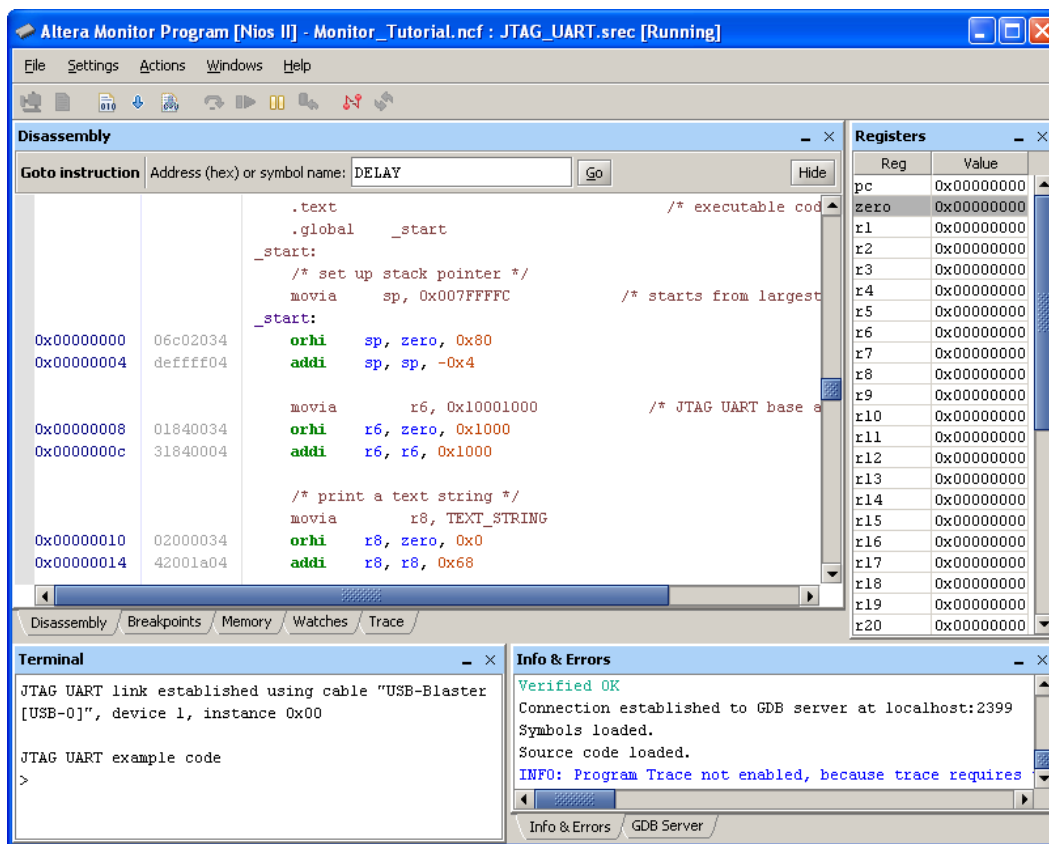 Altera Monitor Program [Nios II] - Monitor_Tutorial.ncf : JTAG_UART.srec [Running]
File Settings Actions Windows Help
Disassembly
Goto instruction Address (hex) or symbol name: DELAY Go Hide
.text /* executable cod
.global _start
_start:
/* set up stack pointer */
movia sp, 0x007FFFFC /* starts from largest
_start:
0x00000000 06c02034 orhi sp, zero, 0x80
0x00000004 deffff04 addi sp, sp, -0x4
movia r6, 0x10001000 /* JTAG UART base a
0x00000008 01840034 orhi r6, zero, 0x1000
0x0000000c 31840004 addi r6, r6, 0x1000
/* print a text string */
movia r8, TEXT_STRING
0x00000010 02000034 orhi r8, zero, 0x0
0x00000014 42001a04 addi r8, r8, 0x68
Disassembly Breakpoints Memory Watches Trace
Registers
Reg Value
pc 0x00000000
zero 0x00000000
r1 0x00000000
r2 0x00000000
r3 0x00000000
r4 0x00000000
r5 0x00000000
r6 0x00000000
r7 0x00000000
r8 0x00000000
r9 0x00000000
r10 0x00000000
r11 0x00000000
r12 0x00000000
r13 0x00000000
r14 0x00000000
r15 0x00000000
r16 0x00000000
r17 0x00000000
r18 0x00000000
r19 0x00000000
r20 0x00000000
Terminal
JTAG UART link established using cable "USB-Blaster
[USB-0]", device 1, instance 0x00
JTAG UART example code
>
Info & Errors
Verified OK
Connection established to GDB server at localhost:2399
Symbols loaded.
Source code loaded.
INFO: Program Trace not enabled, because trace requires
Info & Errors GDB Server